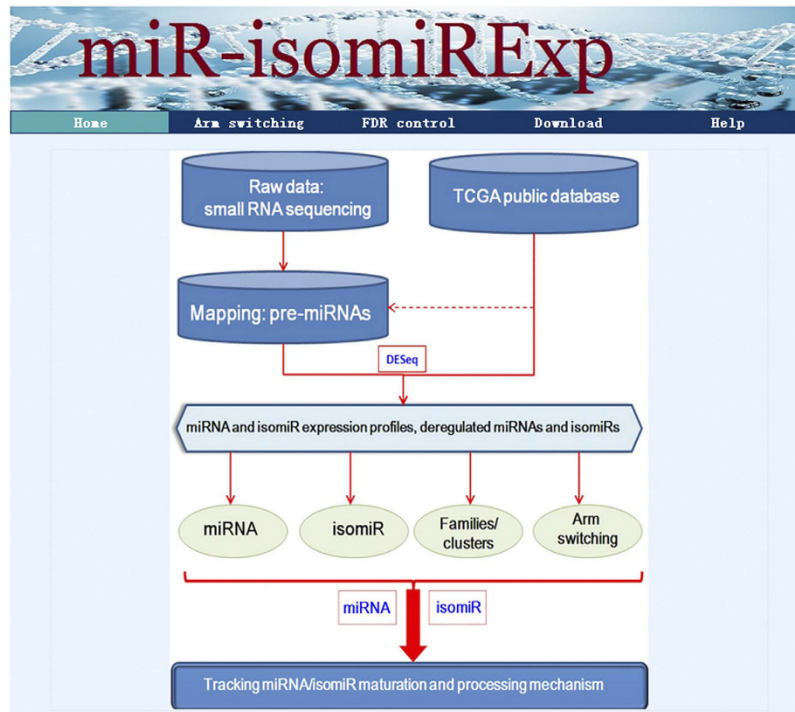 miR-isomiRExp
Home Arm switching FDR control Download Help
Raw data:
small RNA sequencing
TCGA public database
Mapping: pre-miRNAs
DESeq
miRNA and isomiR expression profiles, deregulated miRNAs and isomiRs
miRNA
isomiR
Families/
clusters
Arm
switching
miRNA
isomiR
Tracking miRNA/isomiR maturation and processing mechanism